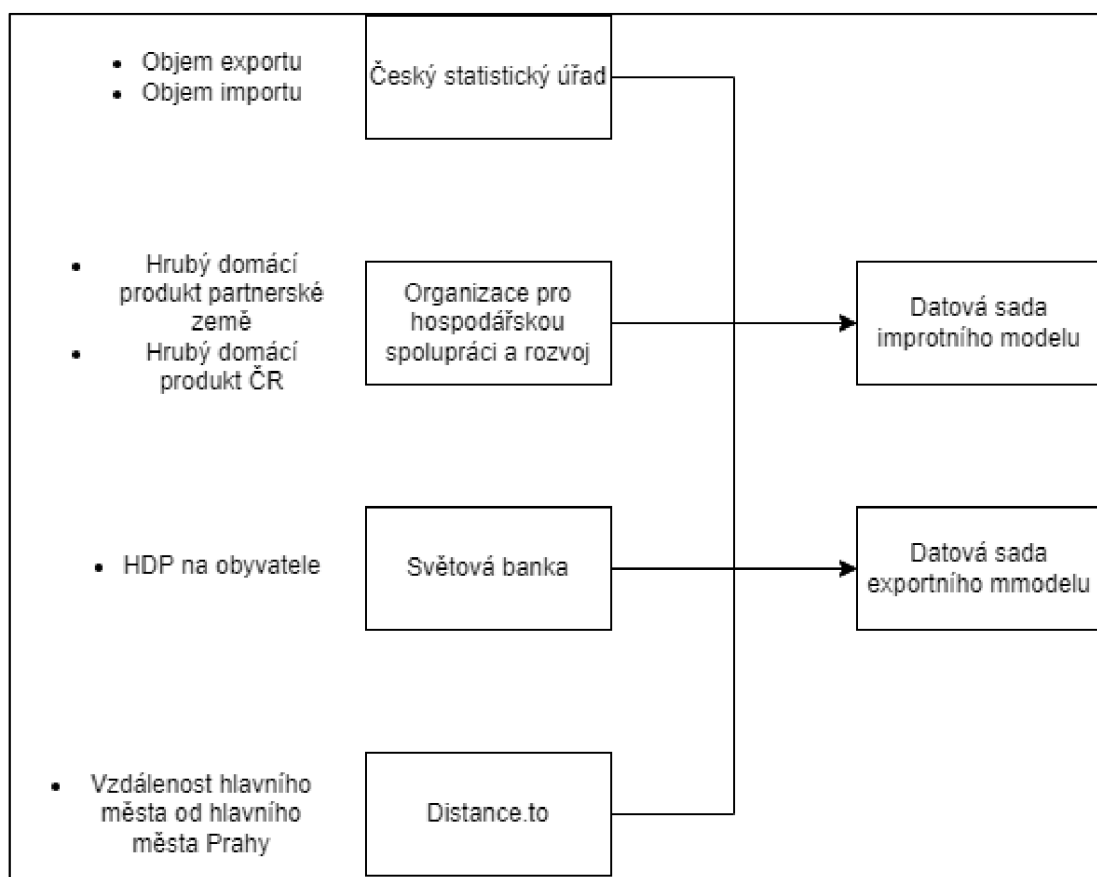 • Objem exportu
• Objem importu
Český statistický úřad
• Hrubý domácí
produkt partnerské
země
• Hrubý domácí
produkt ČR
Organizace pro
hospodářskou
spolupráci a rozvoj
Datová sada
improtního modelu
• HDP na obyvatele
Světová banka
Datová sada
exportního mmodelu
• Vzdálenost hlavního
města od hlavního
města Prahy
Distance.to